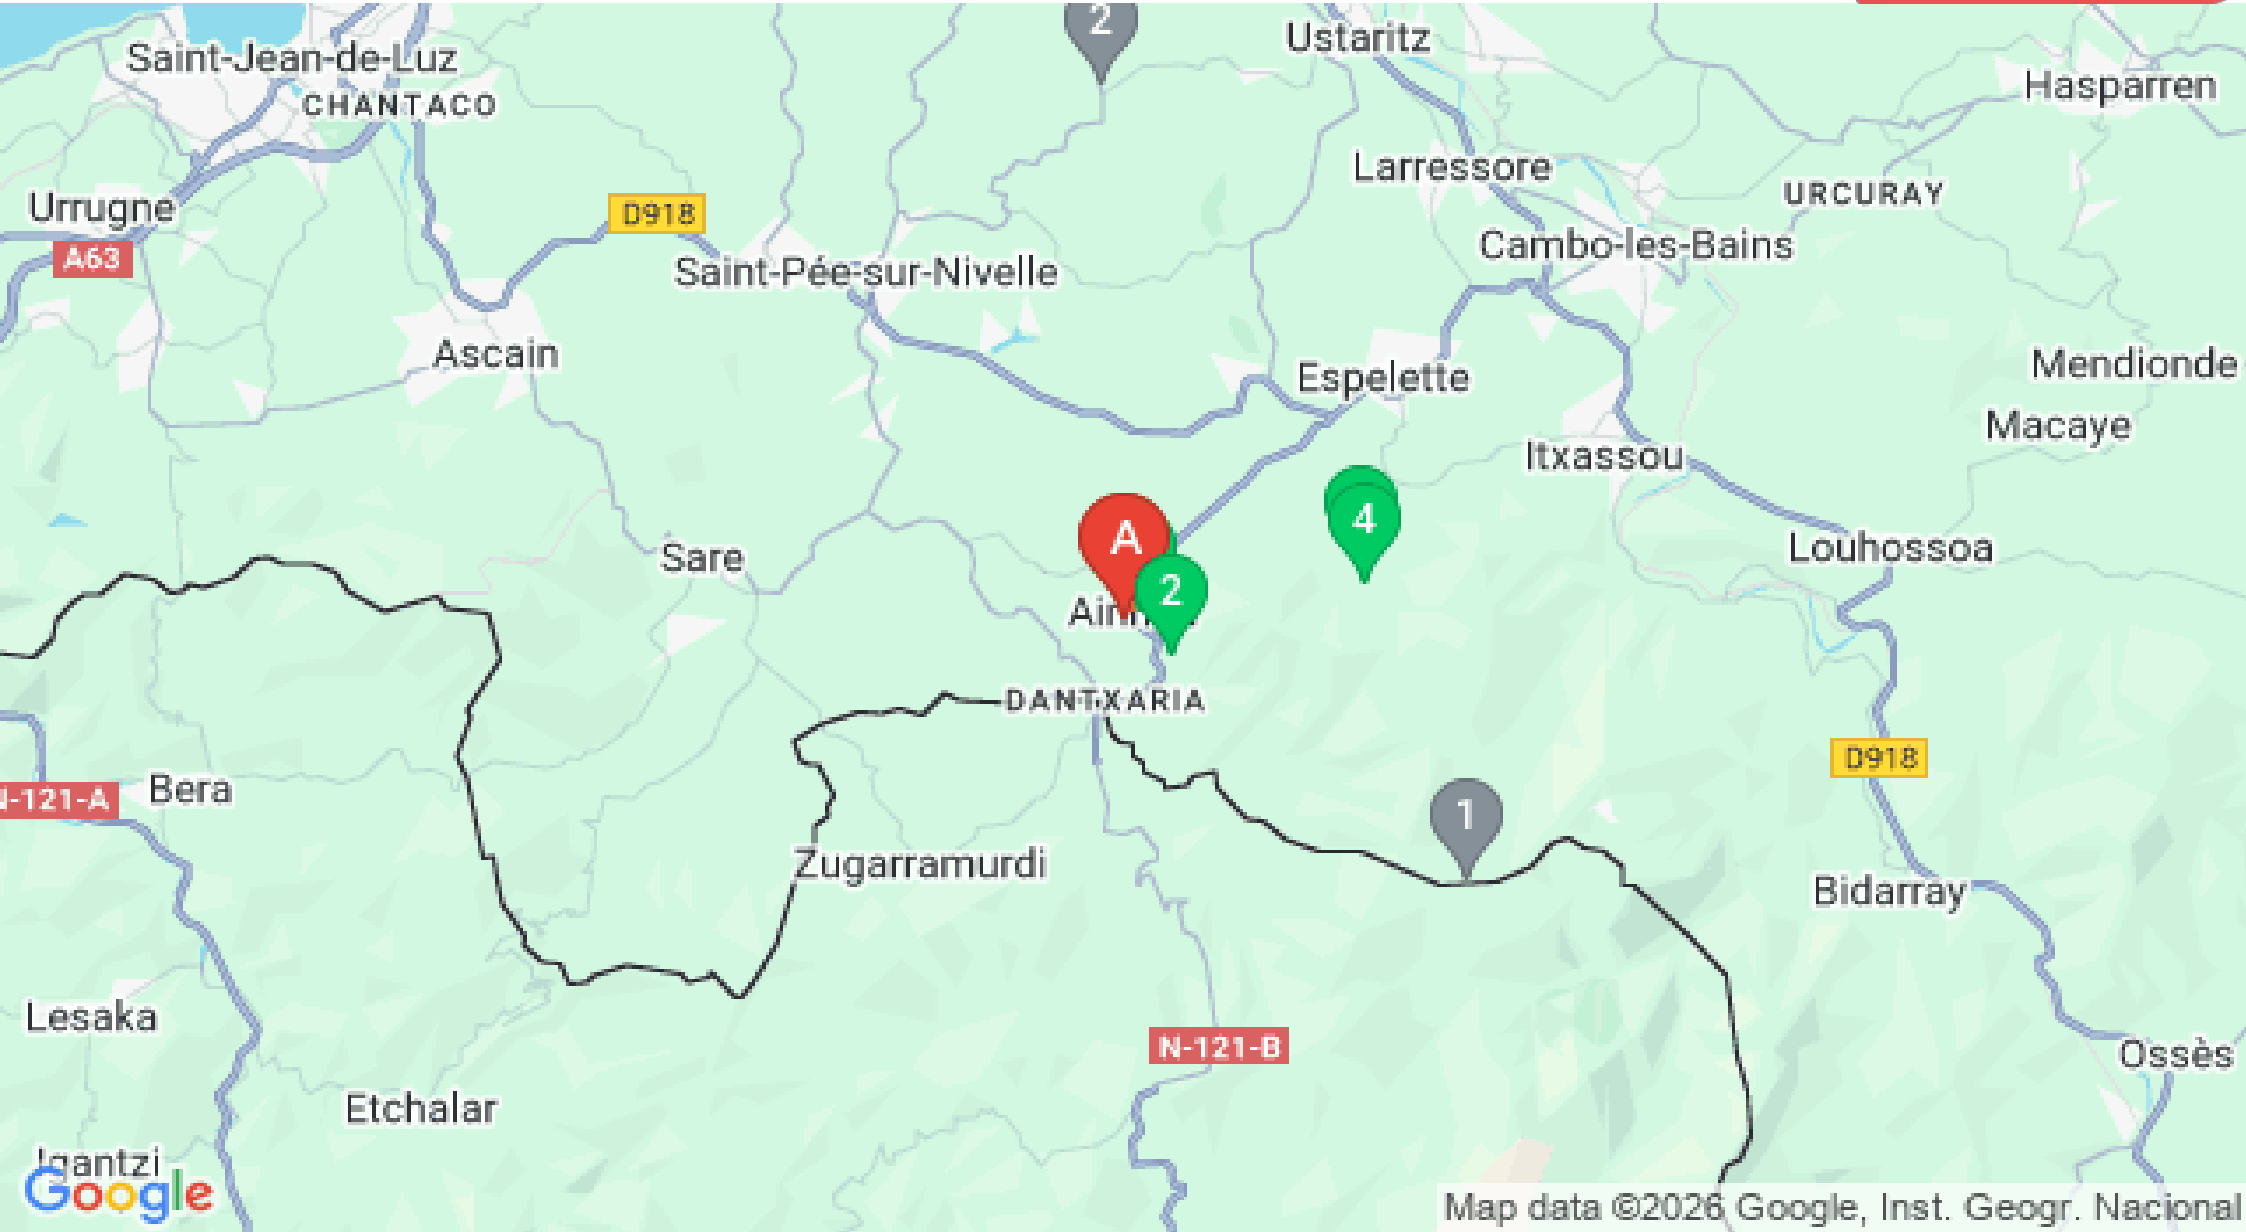 2
Ustaritz
Saint-Jean-de-Luz
Hasparren
CHANTACO
Larressore
URCURAY
Urrugne
D918
Cambo-les-Bains
A63
Saint-Pée-sur-Nivelle
Ascain
Mendionde
Espelette
Macaye
Itxassou
4
A
Louhossoa
Sare
2
DANTXARIA
D918
Bera
N-121-A
1
Zugarramurdi
Bidarray
Lesaka
N-121-B
Ossès
Etchalar
Igantzi
Google
Map data ©2026 Google, Inst. Geogr. Nacional